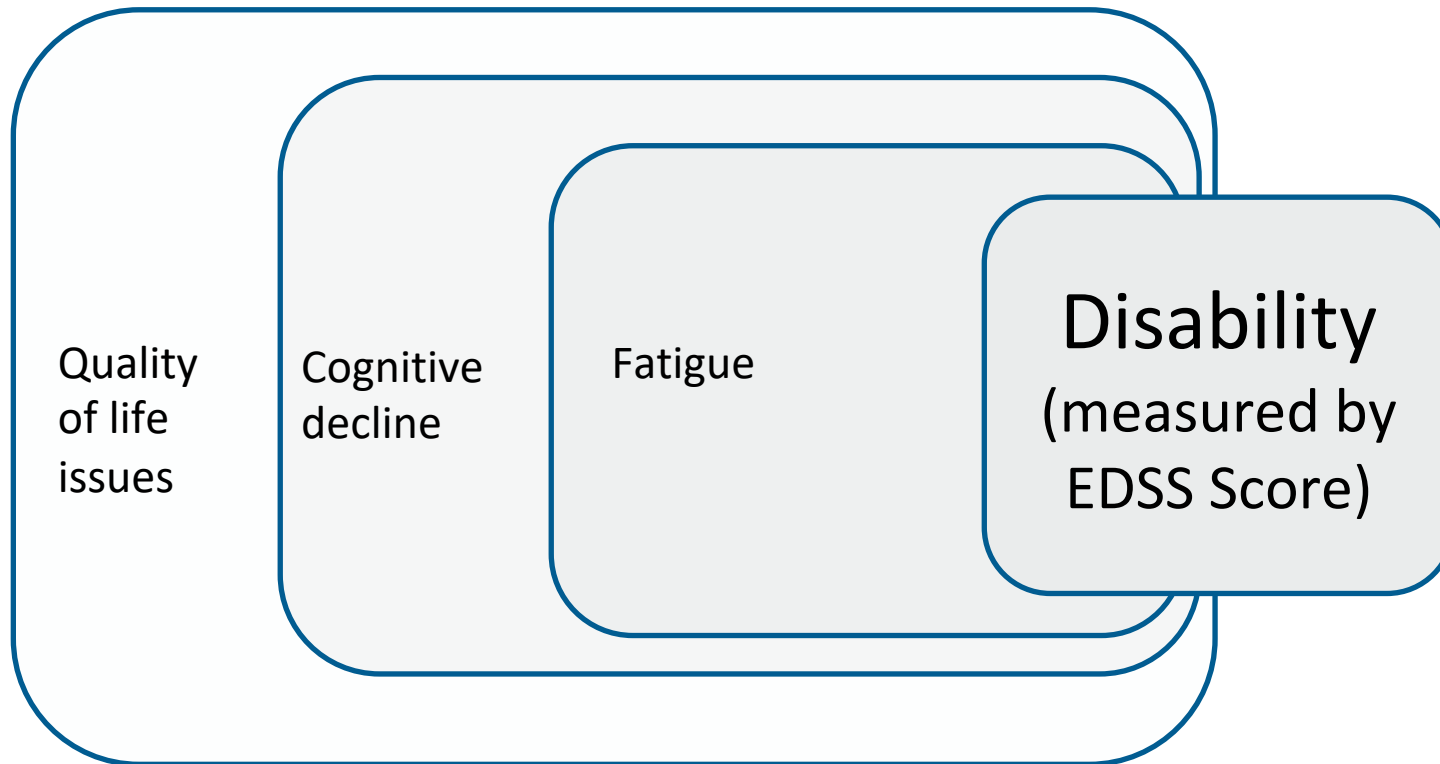 Quality
of life
issues
Cognitive
decline
Fatigue
Disability
(measured by
EDSS Score)